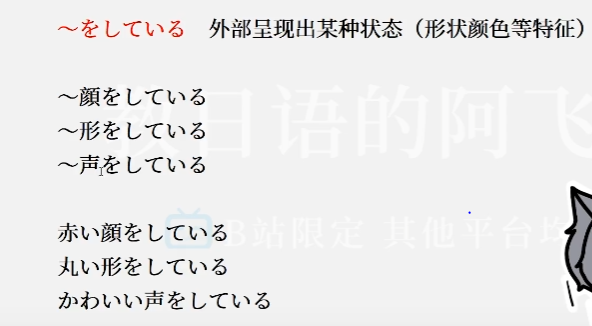 ~をしている 外部呈现出某种状态（形状颜色等特征）
~顔をしている
~形をしている
~声をしている
教日语的阿飞
B站限定 其他平台均
赤い顔をしている
丸い形をしている
かわいい声をしている